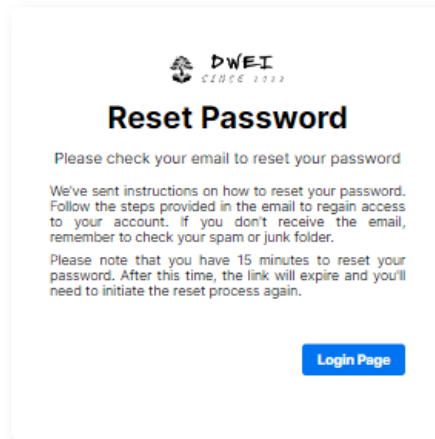 DWEI
SINCE 2022
Reset Password
Please check your email to reset your password
We've sent instructions on how to reset your password.
Follow the steps provided in the email to regain access
to your account. If you don't receive the email,
remember to check your spam or junk folder.
Please note that you have 15 minutes to reset your
password. After this time, the link will expire and you'll
need to initiate the reset process again.
Login Page